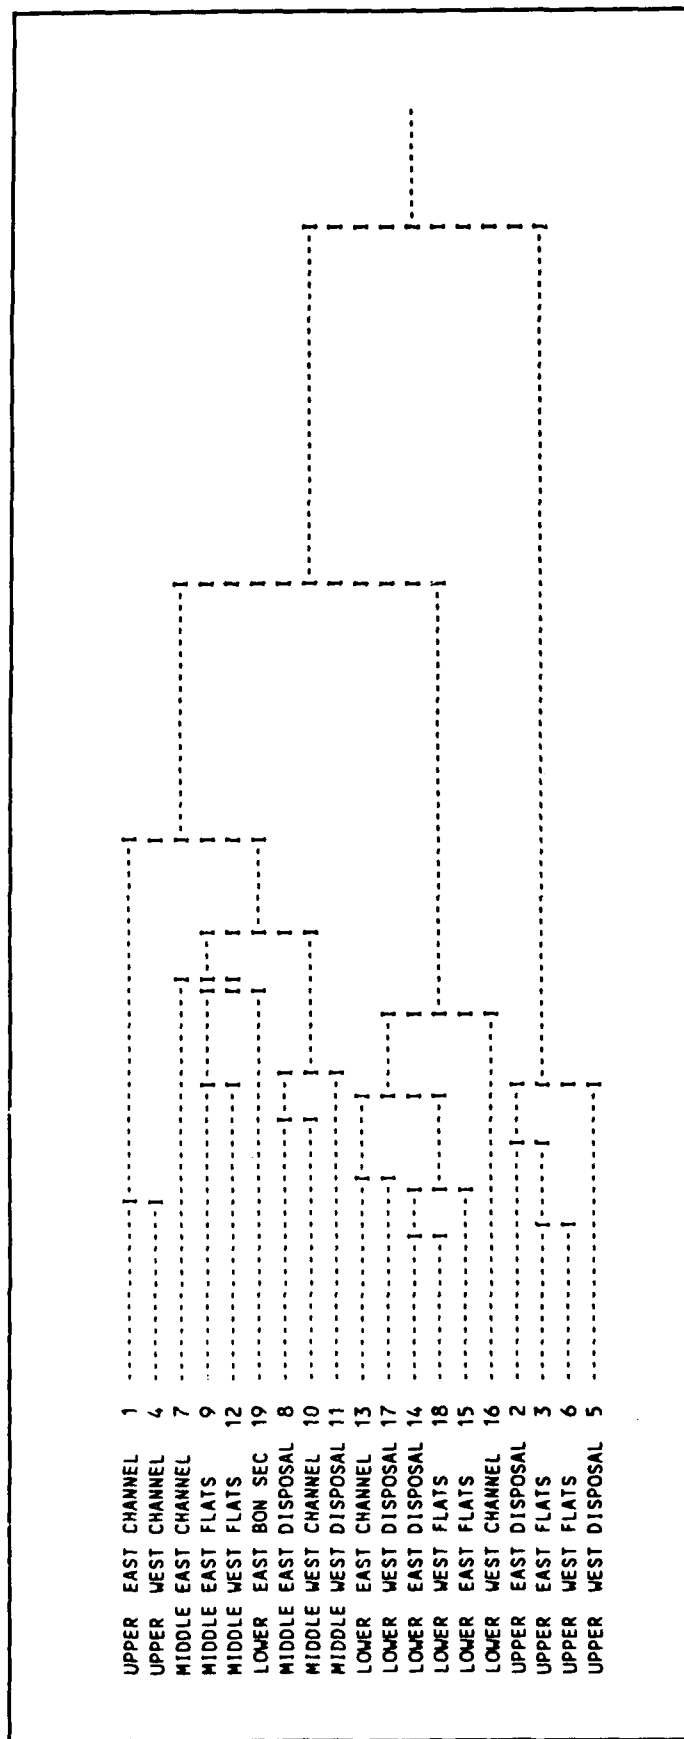 UPPER EAST CHANNEL 1
UPPER WEST CHANNEL 4
MIDDLE EAST CHANNEL 7
MIDDLE EAST FLATS 9
MIDDLE WEST FLATS 12
LOWER EAST BON SEC 19
MIDDLE EAST DISPOSAL 8
MIDDLE WEST CHANNEL 10
MIDDLE WEST DISPOSAL 11
LOWER EAST CHANNEL 13
LOWER WEST DISPOSAL 17
LOWER EAST DISPOSAL 14
LOWER WEST FLATS 18
LOWER EAST FLATS 15
LOWER WEST CHANNEL 16
UPPER EAST DISPOSAL 2
UPPER EAST FLATS 3
UPPER WEST FLATS 6
UPPER WEST DISPOSAL 5